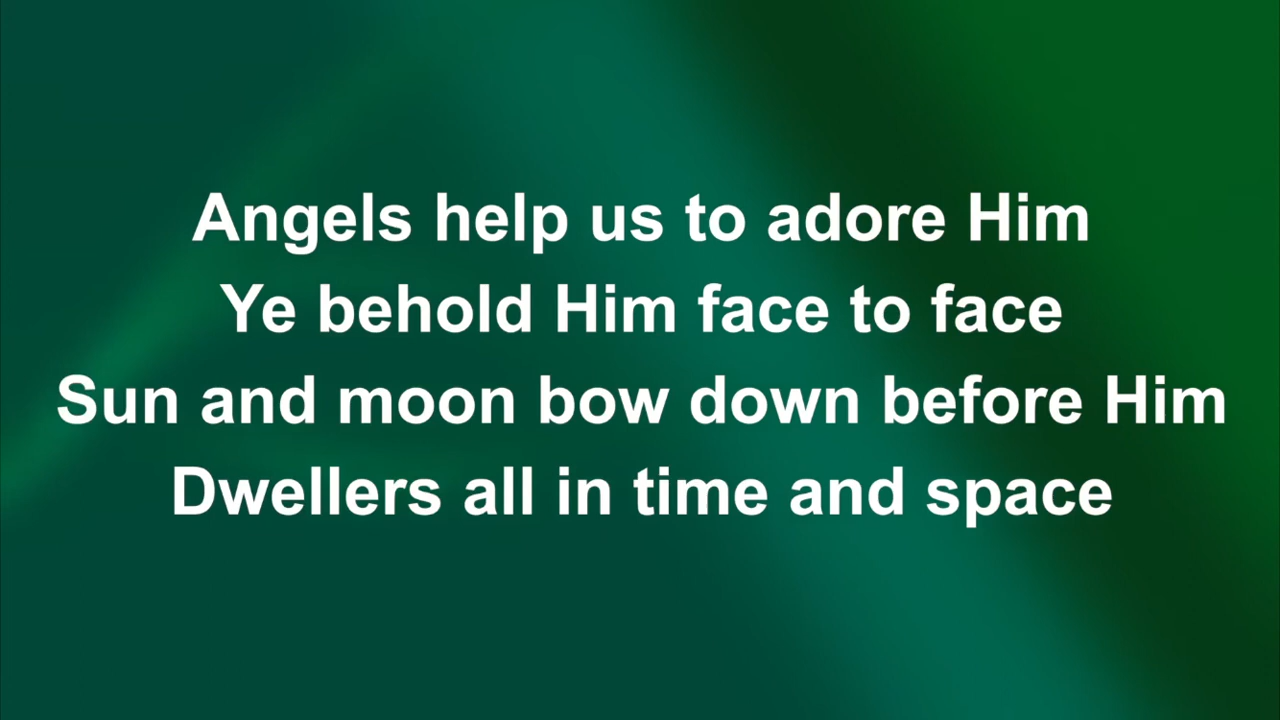 Angels help us to adore Him
Ye behold Him face to face
Sun and moon bow down before Him
Dwellers all in time and space